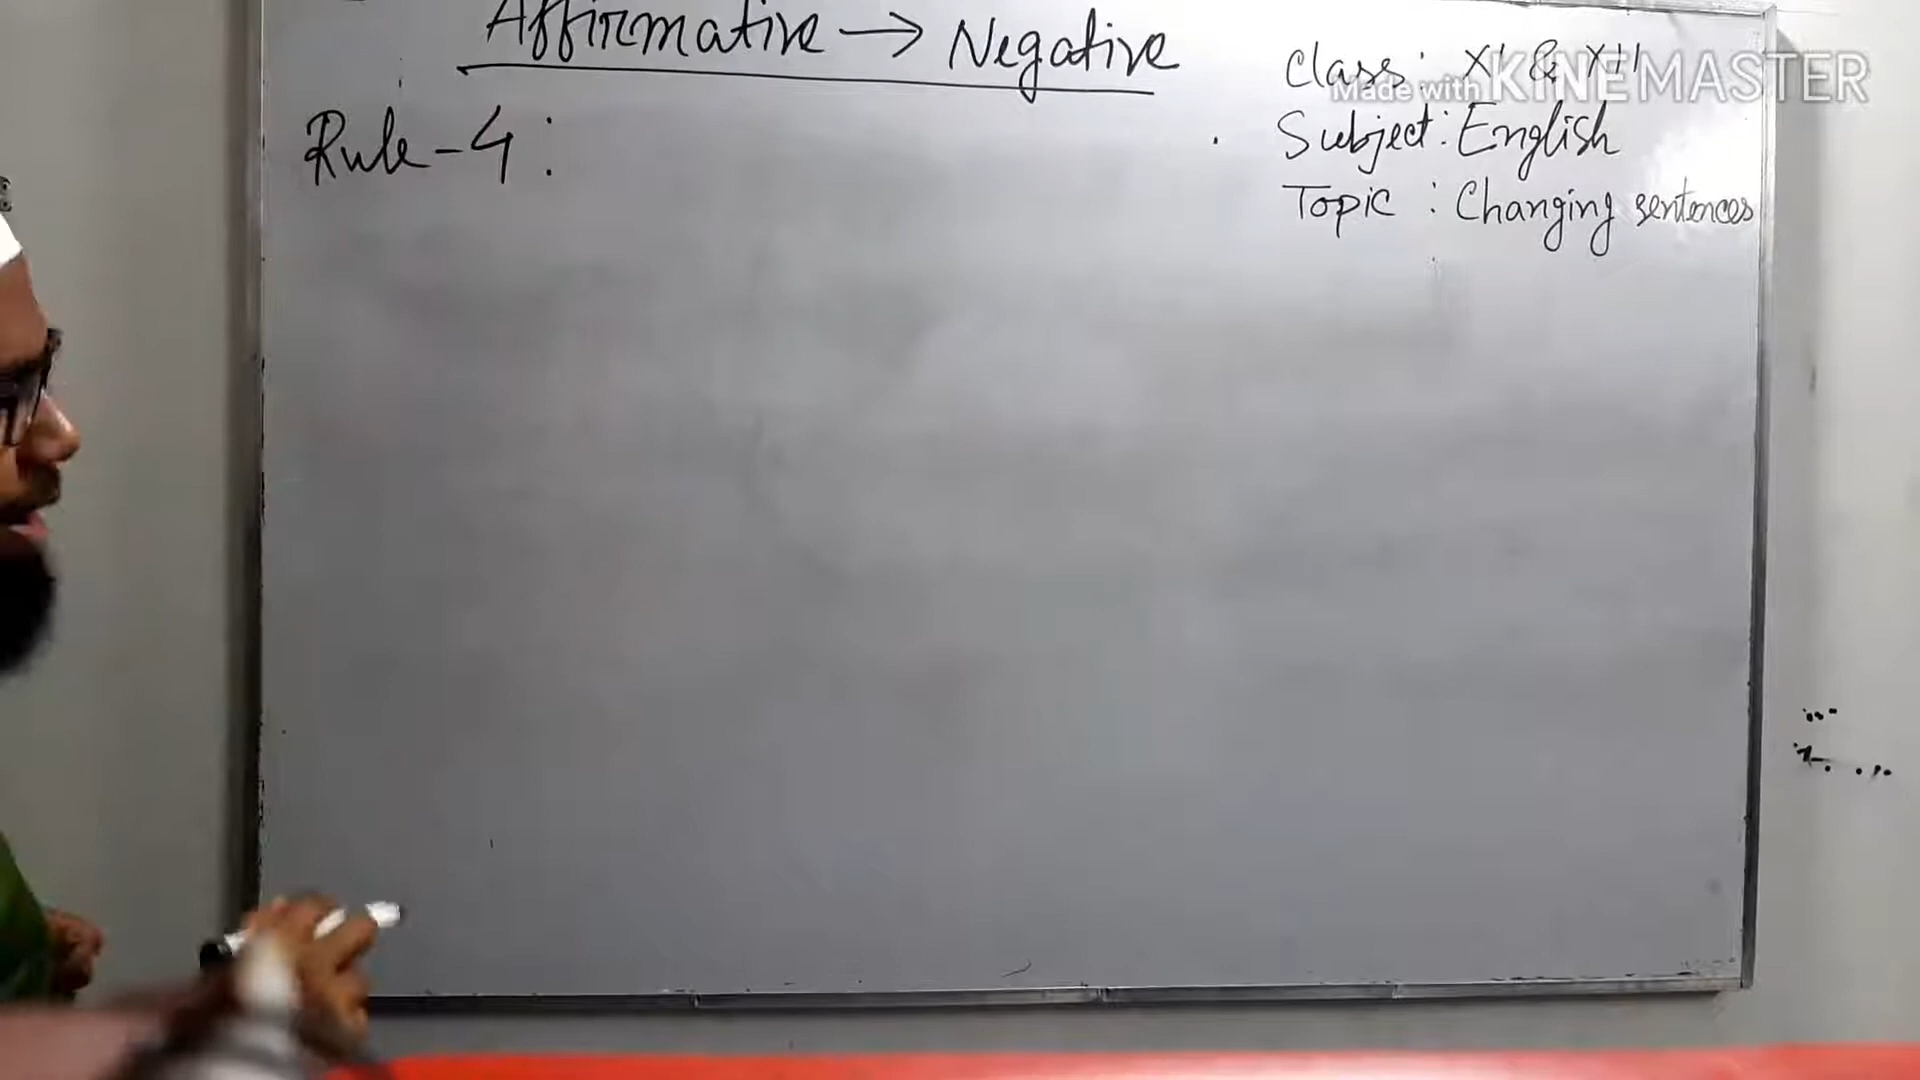 Affirmative → Negative
Rule-4:
Class: XI & XII
Made with KINEMASTER
Subject: English
Topic : Changing sentences